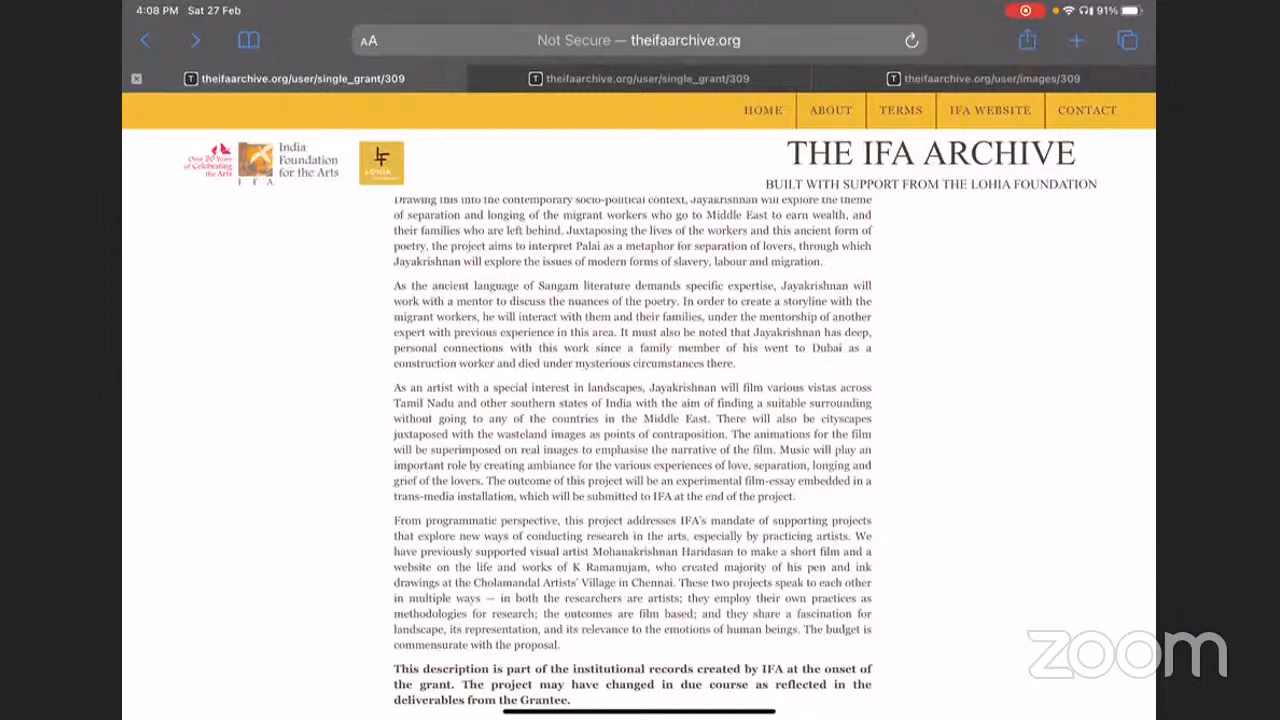 4:08 PM Sat 27 Feb
91%
AA
Not Secure — theifaarchive.org
T theifaarchive.org/user/single_grant/309
T theifaarchive.org/user/single_grant/309
T theifaarchive.org/user/images/309
HOME ABOUT TERMS IFA WEBSITE CONTACT
Over 20 Years
of Celebrating
the Arts
India
Foundation
for the Arts
I F A
LOHIA
THE IFA ARCHIVE
BUILT WITH SUPPORT FROM THE LOHIA FOUNDATION
Drawing this into the contemporary socio-political context, Jayakrishnan will explore the theme
of separation and longing of the migrant workers who go to Middle East to earn wealth, and
their families who are left behind. Juxtaposing the lives of the workers and this ancient form of
poetry, the project aims to interpret Palai as a metaphor for separation of lovers, through which
Jayakrishnan will explore the issues of modern forms of slavery, labour and migration.
As the ancient language of Sangam literature demands specific expertise, Jayakrishnan will
work with a mentor to discuss the nuances of the poetry. In order to create a storyline with the
migrant workers, he will interact with them and their families, under the mentorship of another
expert with previous experience in this area. It must also be noted that Jayakrishnan has deep,
personal connections with this work since a family member of his went to Dubai as a
construction worker and died under mysterious circumstances there.
As an artist with a special interest in landscapes, Jayakrishnan will film various vistas across
Tamil Nadu and other southern states of India with the aim of finding a suitable surrounding
without going to any of the countries in the Middle East. There will also be cityscapes
juxtaposed with the wasteland images as points of contraposition. The animations for the film
will be superimposed on real images to emphasise the narrative of the film. Music will play an
important role by creating ambiance for the various experiences of love, separation, longing and
grief of the lovers. The outcome of this project will be an experimental film-essay embedded in a
trans-media installation, which will be submitted to IFA at the end of the project.
From programmatic perspective, this project addresses IFA's mandate of supporting projects
that explore new ways of conducting research in the arts, especially by practicing artists. We
have previously supported visual artist Mohanakrishnan Haridasan to make a short film and a
website on the life and works of K Ramanujam, who created majority of his pen and ink
drawings at the Cholamandal Artists' Village in Chennai. These two projects speak to each other
in multiple ways — in both the researchers are artists; they employ their own practices as
methodologies for research; the outcomes are film based; and they share a fascination for
landscape, its representation, and its relevance to the emotions of human beings. The budget is
commensurate with the proposal.
This description is part of the institutional records created by IFA at the onset of
the grant. The project may have changed in due course as reflected in the
deliverables from the Grantee.
zoom